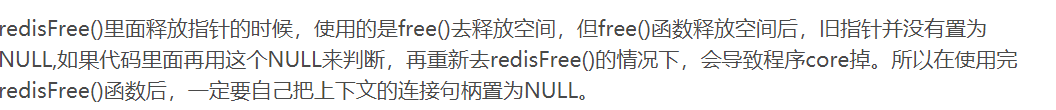 redisFree()里面释放指针的时候，使用的是free()去释放空间，但free()函数释放空间后，旧指针并没有置为
NULL,如果代码里面再用这个NULL来判断，再重新去redisFree()的情况下，会导致程序core掉。所以在使用完
redisFree()函数后，一定要自己把上下文的连接句柄置为NULL。